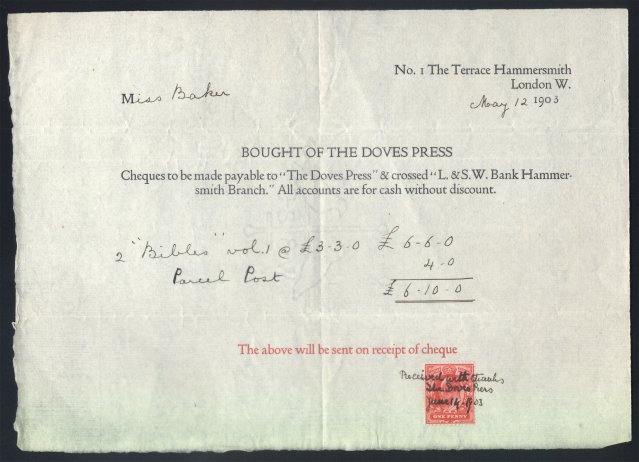 No. 1 The Terrace Hammersmith
London W.
Miss Baker
May 12 1903
BOUGHT OF THE DOVES PRESS
Cheques to be made payable to "The Doves Press" & crossed "L. & S.W. Bank Hammer-
smith Branch." All accounts are for cash without discount.
2 "Bibles" vol. 1 @ £3-3-0 £ 6-6-0
Parcel Post 4-0
£ 6-10-0
The above will be sent on receipt of cheque
Received with thanks
The Doves Press
June 14 1903
ONE PENNY